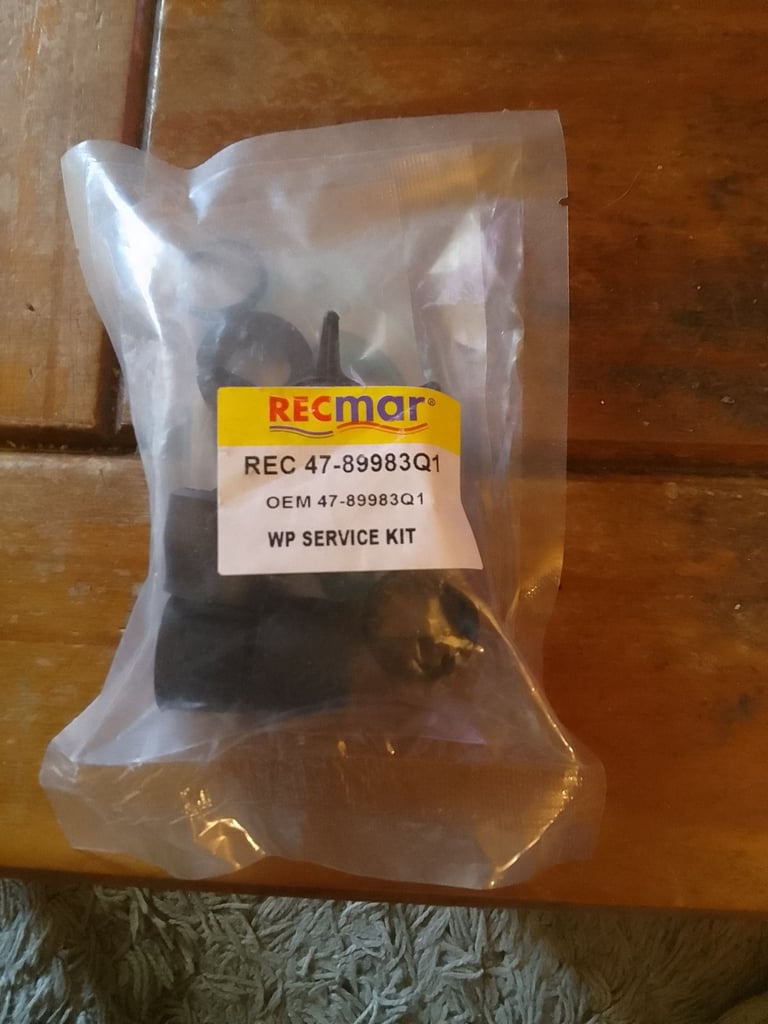 RECmar®
REC 47-89983Q1
OEM 47-89983Q1
WP SERVICE KIT